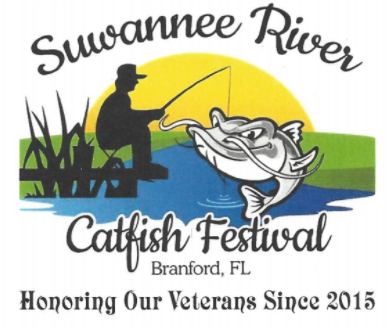 Suwannee River
Catfish Festival
Branford, FL
Honoring Our Veterans Since 2015